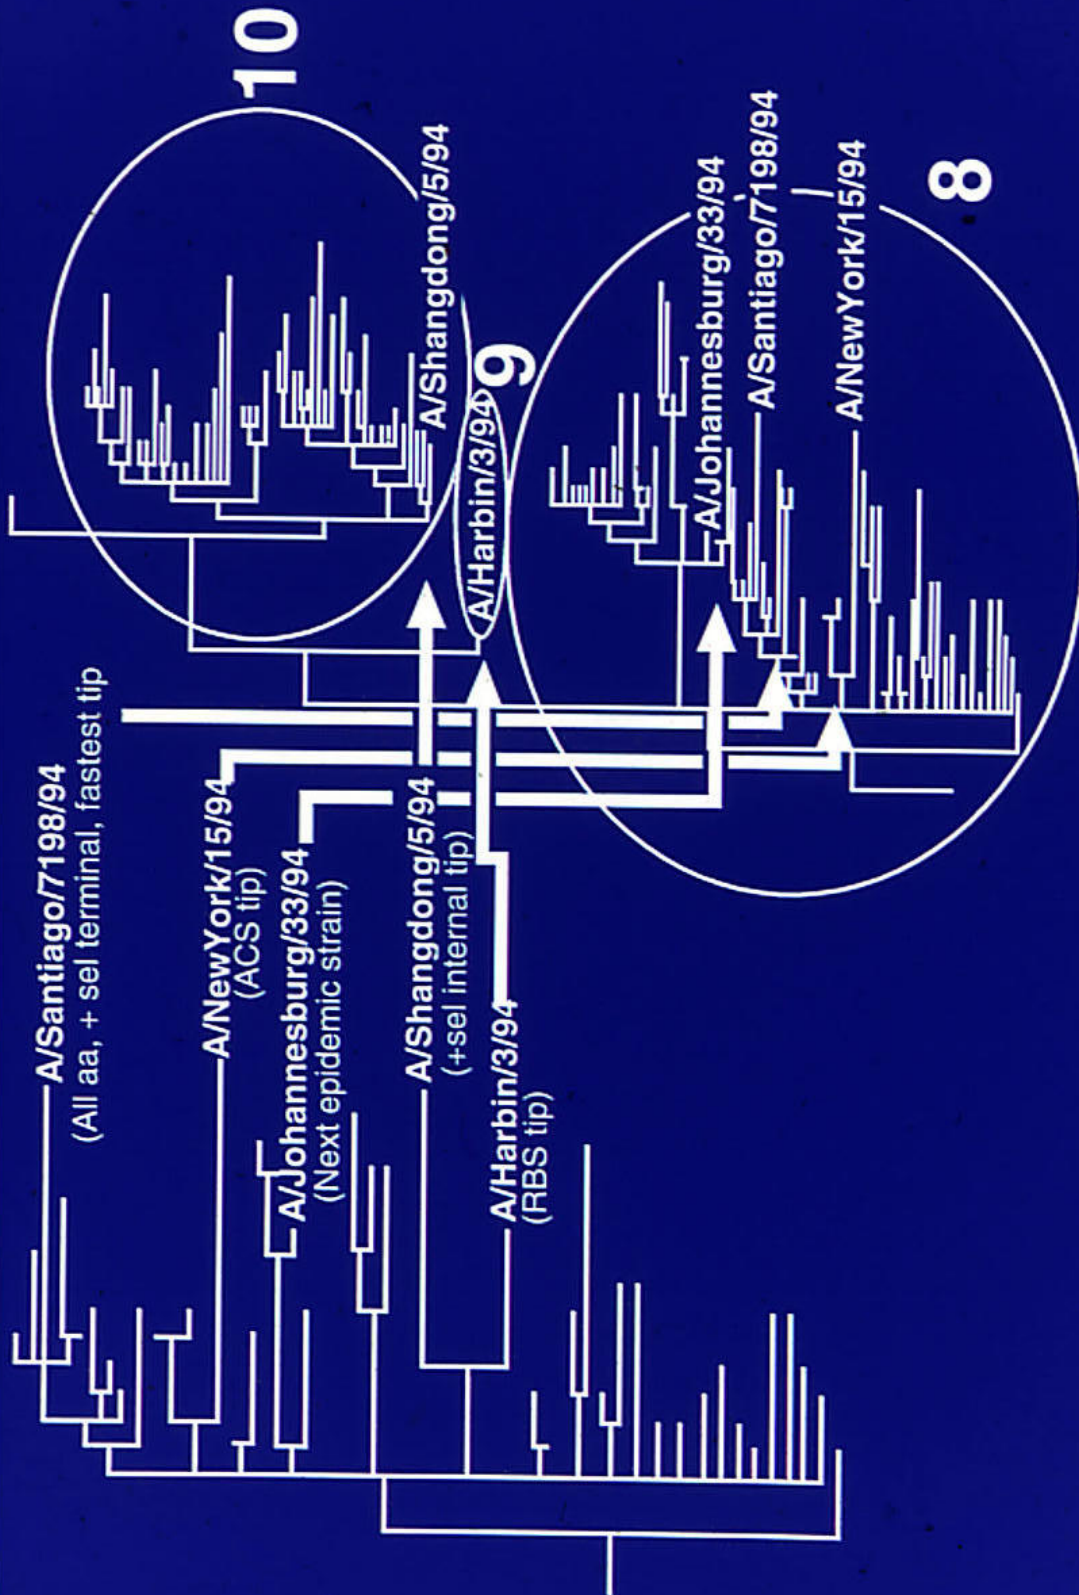 A/Santiago/7198/94
(All aa, + sel terminal, fastest tip
A/NewYork/15/94
(ACS tip)
A/Johannesburg/33/94
(Next epidemic strain)
A/Shangdong/5/94
(+sel internal tip)
A/Harbin/3/94
(RBS tip)
10
A/Shangdong/5/94
9
A/Harbin/3/94
A/Johannesburg/33/94
A/Santiago/7198/94
A/NewYork/15/94
8